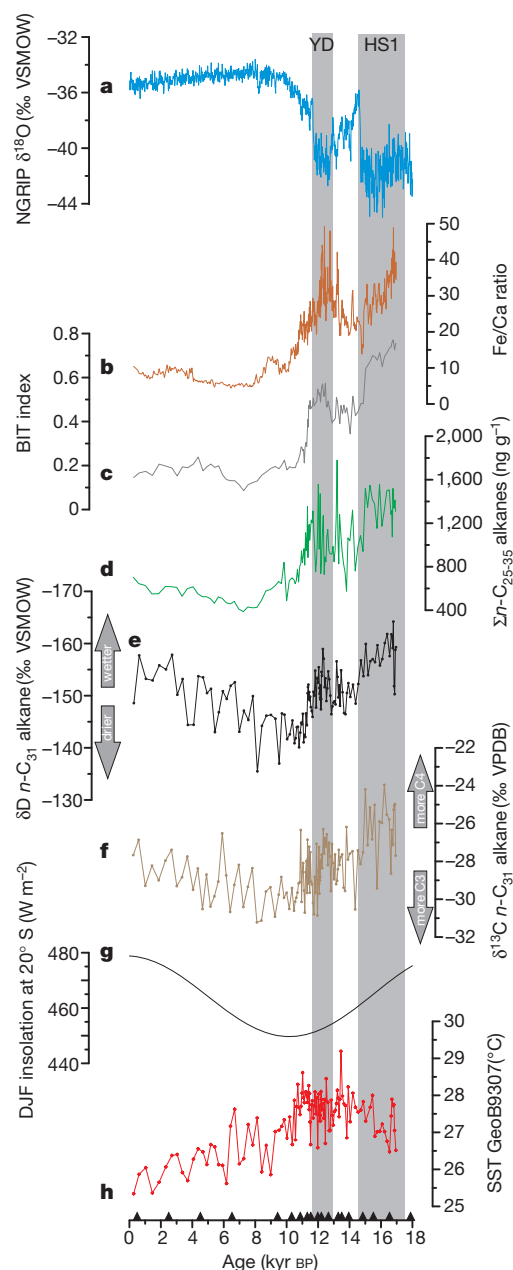 YD HS1
a
NGRIP δ¹⁸O (‰ VSMOW)
−32
−36
−40
−44
b
Fe/Ca ratio
50
40
30
20
10
0
c
BIT index
0.8
0.6
0.4
0.2
0
d
Σn-C₂₅₋₃₅ alkanes (ng g⁻¹)
2,000
1,600
1,200
800
400
e
δD n-C₃₁ alkane (‰ VSMOW)
−170
−160
−150
−140
−130
wetter
drier
f
δ¹³C n-C₃₁ alkane (‰ VPDB)
−22
−24
−26
−28
−30
−32
more C4
more C3
g
DJF insolation at 20° S (W m⁻²)
480
460
440
h
SST GeoB9307(°C)
30
29
28
27
26
25
0 2 4 6 8 10 12 14 16 18
Age (kyr BP)